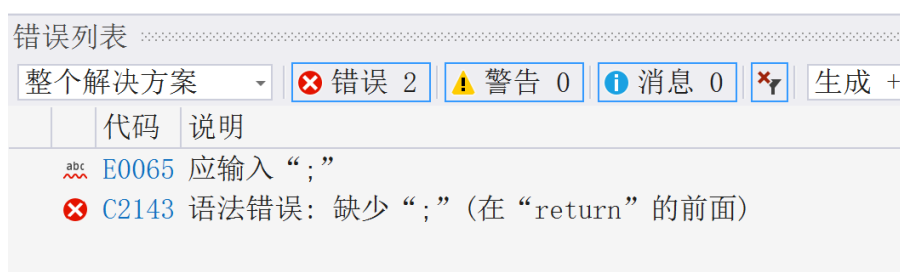 错误列表
整个解决方案 错误 2 警告 0 消息 0 生成 +
代码 说明
abc E0065 应输入“;”
C2143 语法错误: 缺少“;”(在“return”的前面)